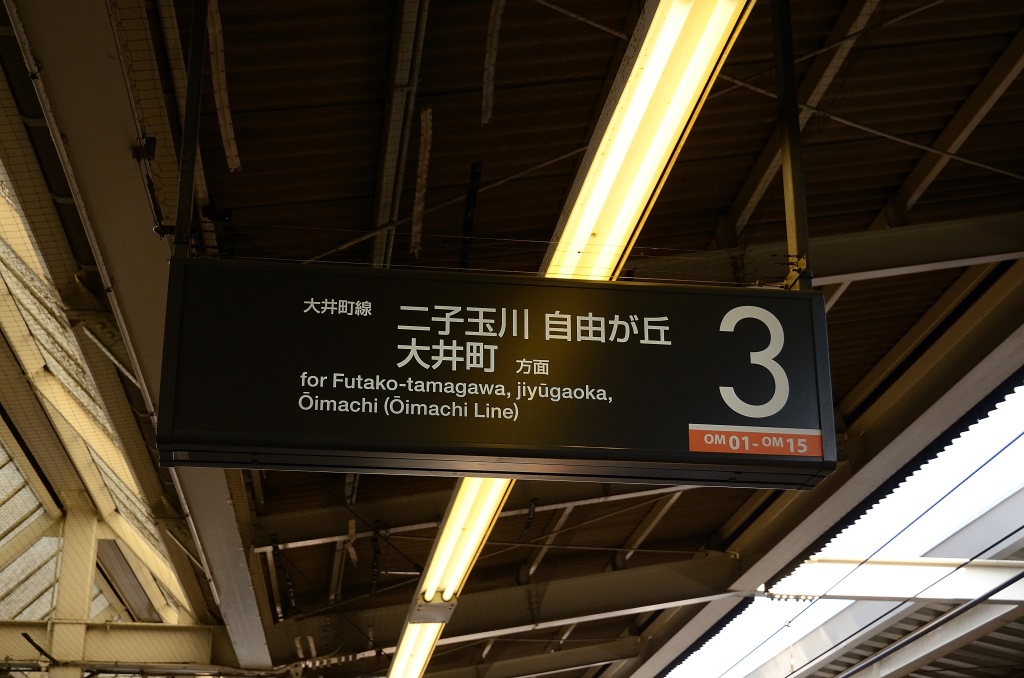 大井町線 二子玉川 自由が丘
大井町 方面
for Futako-tamagawa, jiyūgaoka,
Ōimachi (Ōimachi Line)
3
OM 01-OM 15